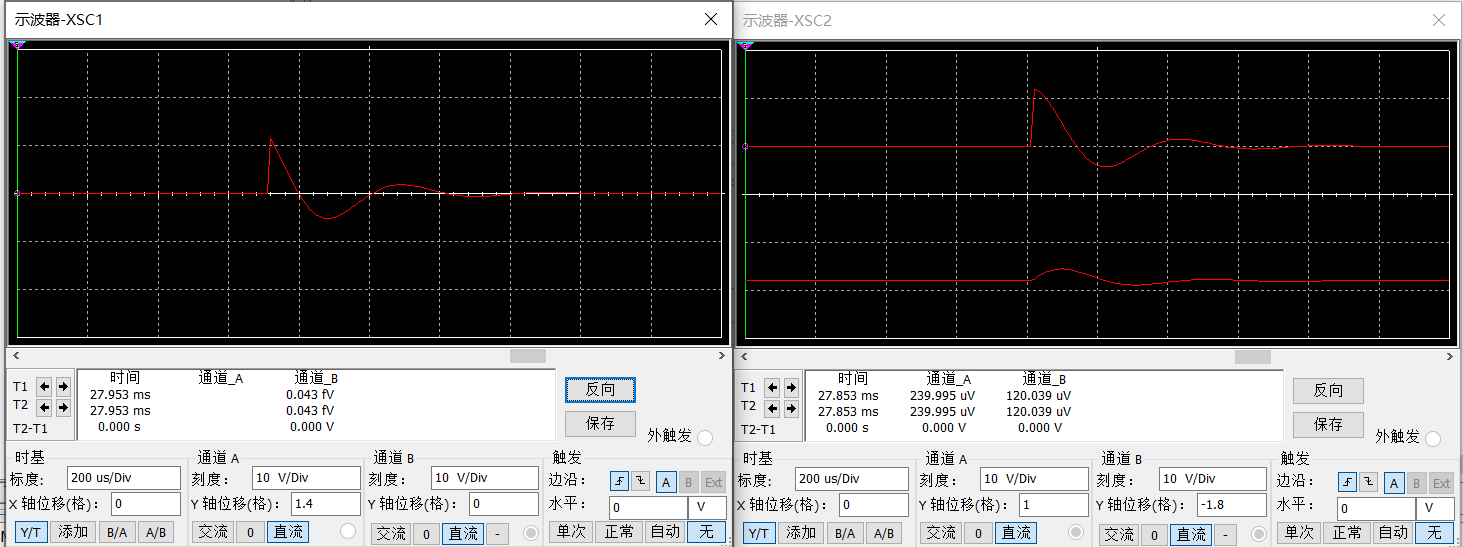 示波器-XSC1
T1
T2
T2-T1
时间 通道_A 通道_B
27.953 ms 0.043 fV
27.953 ms 0.043 fV
0.000 s 0.000 V
反向
保存
外触发
时基
标度: 200 us/Div
X 轴位移(格): 0
Y/T 添加 B/A A/B
通道 A
刻度: 10 V/Div
Y 轴位移(格): 1.4
交流 0 直流
通道 B
刻度: 10 V/Div
Y 轴位移(格): 0
交流 0 直流 -
触发
边沿: A B Ext
水平: 0 V
单次 正常 自动 无
示波器-XSC2
T1
T2
T2-T1
时间 通道_A 通道_B
27.853 ms 239.995 uV 120.039 uV
27.853 ms 239.995 uV 120.039 uV
0.000 s 0.000 V 0.000 V
反向
保存
外触发
时基
标度: 200 us/Div
X 轴位移(格): 0
Y/T 添加 B/A A/B
通道 A
刻度: 10 V/Div
Y 轴位移(格): 1
交流 0 直流
通道 B
刻度: 10 V/Div
Y 轴位移(格): -1.8
交流 0 直流 -
触发
边沿: A B Ext
水平: 0 V
单次 正常 自动 无